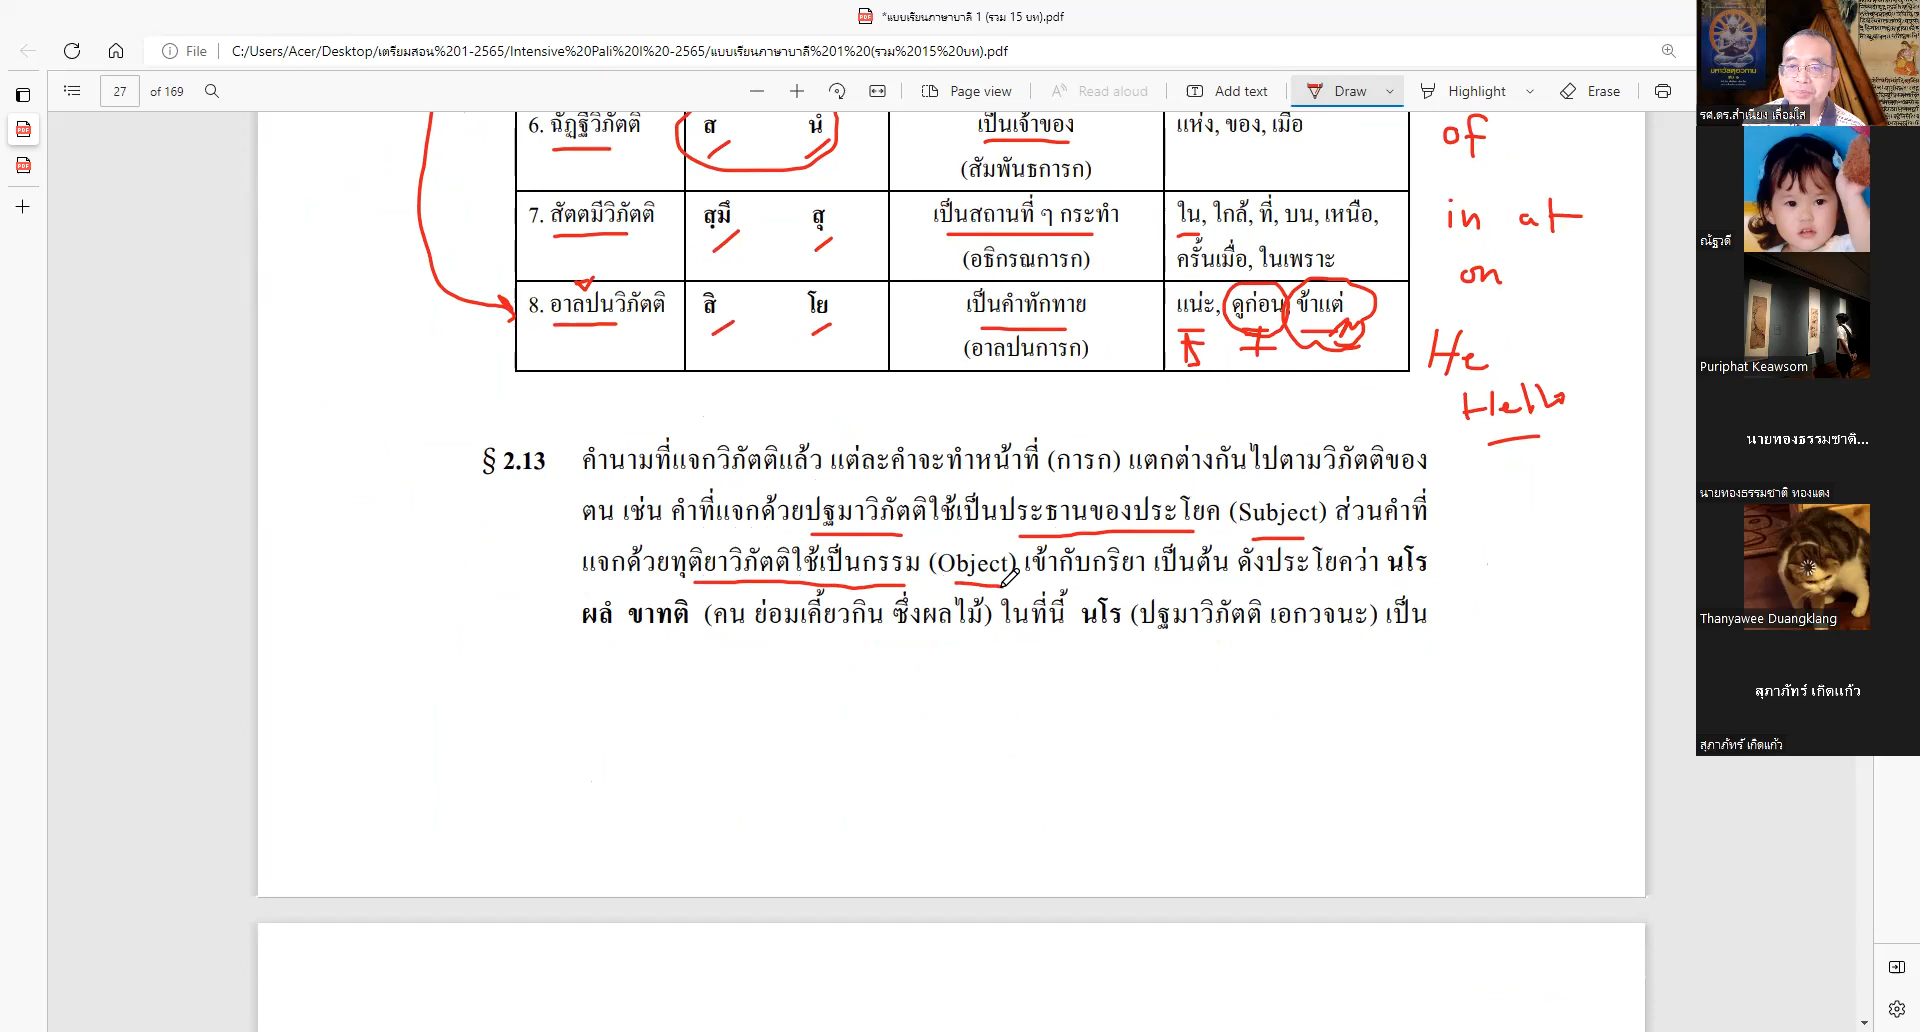 *แบบเรียนภาษาบาลี 1 (รวม 15 บท).pdf
File C:/Users/Acer/Desktop/เตรียมสอน%201-2565/Intensive%20Pali%20I%20-2565/แบบเรียนภาษาบาลี%201%20(รวม%2015%20บท).pdf
27 of 169 Page view Read aloud Add text Draw Highlight Erase
6. ฉัฏฐีวิภัตติ ส นํ เป็นเจ้าของ แห่ง, ของ, เมื่อ of
(สัมพันธการก)
7. สัตตมีวิภัตติ สฺมึ สุ เป็นสถานที่ ๆ กระทำ ใน, ใกล้, ที่, บน, เหนือ, in at
(อธิกรณการก) ครั้นเมื่อ, ในเพราะ on
8. อาลปนวิภัตติ สิ โย เป็นคำทักทาย แน่ะ, ดูก่อน, ข้าแต่
(อาลปนการก) He
Hello
§ 2.13 คำนามที่แจกวิภัตติแล้ว แต่ละคำจะทำหน้าที่ (การก) แตกต่างกันไปตามวิภัตติของ
ตน เช่น คำที่แจกด้วยปฐมาวิภัตติใช้เป็นประธานของประโยค (Subject) ส่วนคำที่
แจกด้วยทุติยาวิภัตติใช้เป็นกรรม (Object) เข้ากับกริยา เป็นต้น ดังประโยคว่า นโร
ผลํ ขาทติ (คน ย่อมเคี้ยวกิน ซึ่งผลไม้) ในที่นี้ นโร (ปฐมาวิภัตติ เอกวจนะ) เป็น
รศ.ดร.สำเนียง เลื่อมใส
ณัฐวดี
Puriphat Keawsom
นายทองธรรมชาติ...
นายทองธรรมชาติ ทองแดง
Thanyawee Duangklang
สุภาภัทร์ เกิดแก้ว
สุภาภัทร์ เกิดแก้ว